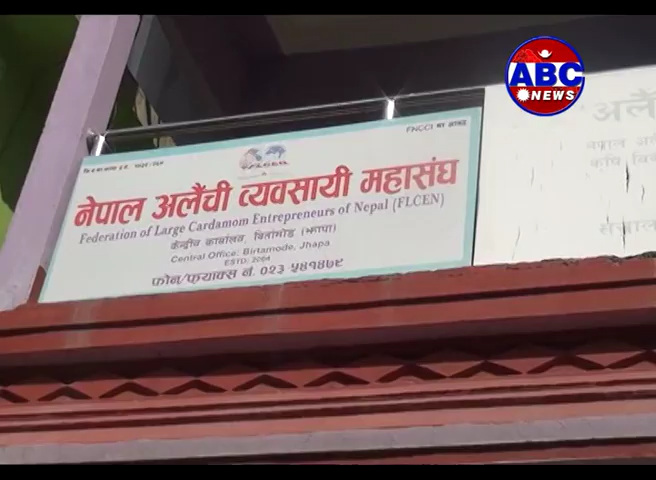 ABC
NEWS
FNCCI
नेपाल अलैंची व्यवसायी महासंघ
Federation of Large Cardamom Entrepreneurs of Nepal (FLCEN)
केन्द्रीय कार्यालय, बिर्तामोड (झापा)
Central Office: Birtamode, Jhapa
ESTD: 2064
फोन/फ्याक्स नं. ०२३ ५४१४७९
अलैं
नेपाल